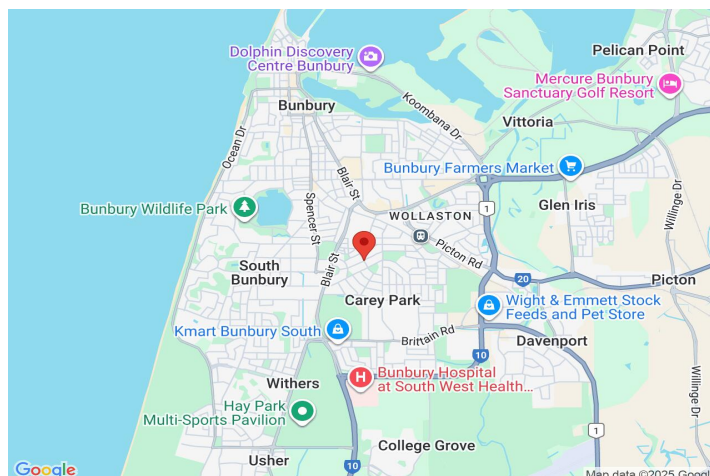 Dolphin Discovery
Centre Bunbury
Pelican Point
Mercure Bunbury
Sanctuary Golf Resort
Bunbury
Koombana Dr
Vittoria
Ocean Dr
Blair St
Bunbury Farmers Market
Willinge Dr
Spencer St
Bunbury Wildlife Park
WOLLASTON
1
Glen Iris
Picton Rd
Blair St
South
Bunbury
20
Picton
Carey Park
Wight & Emmett Stock
Feeds and Pet Store
Kmart Bunbury South
Brittain Rd
Davenport
10
Bunbury Hospital
at South West Health...
Withers
Willinge Dr
Hay Park
Multi-Sports Pavilion
1
College Grove
Usher
10
Google
Map data ©2025 Google